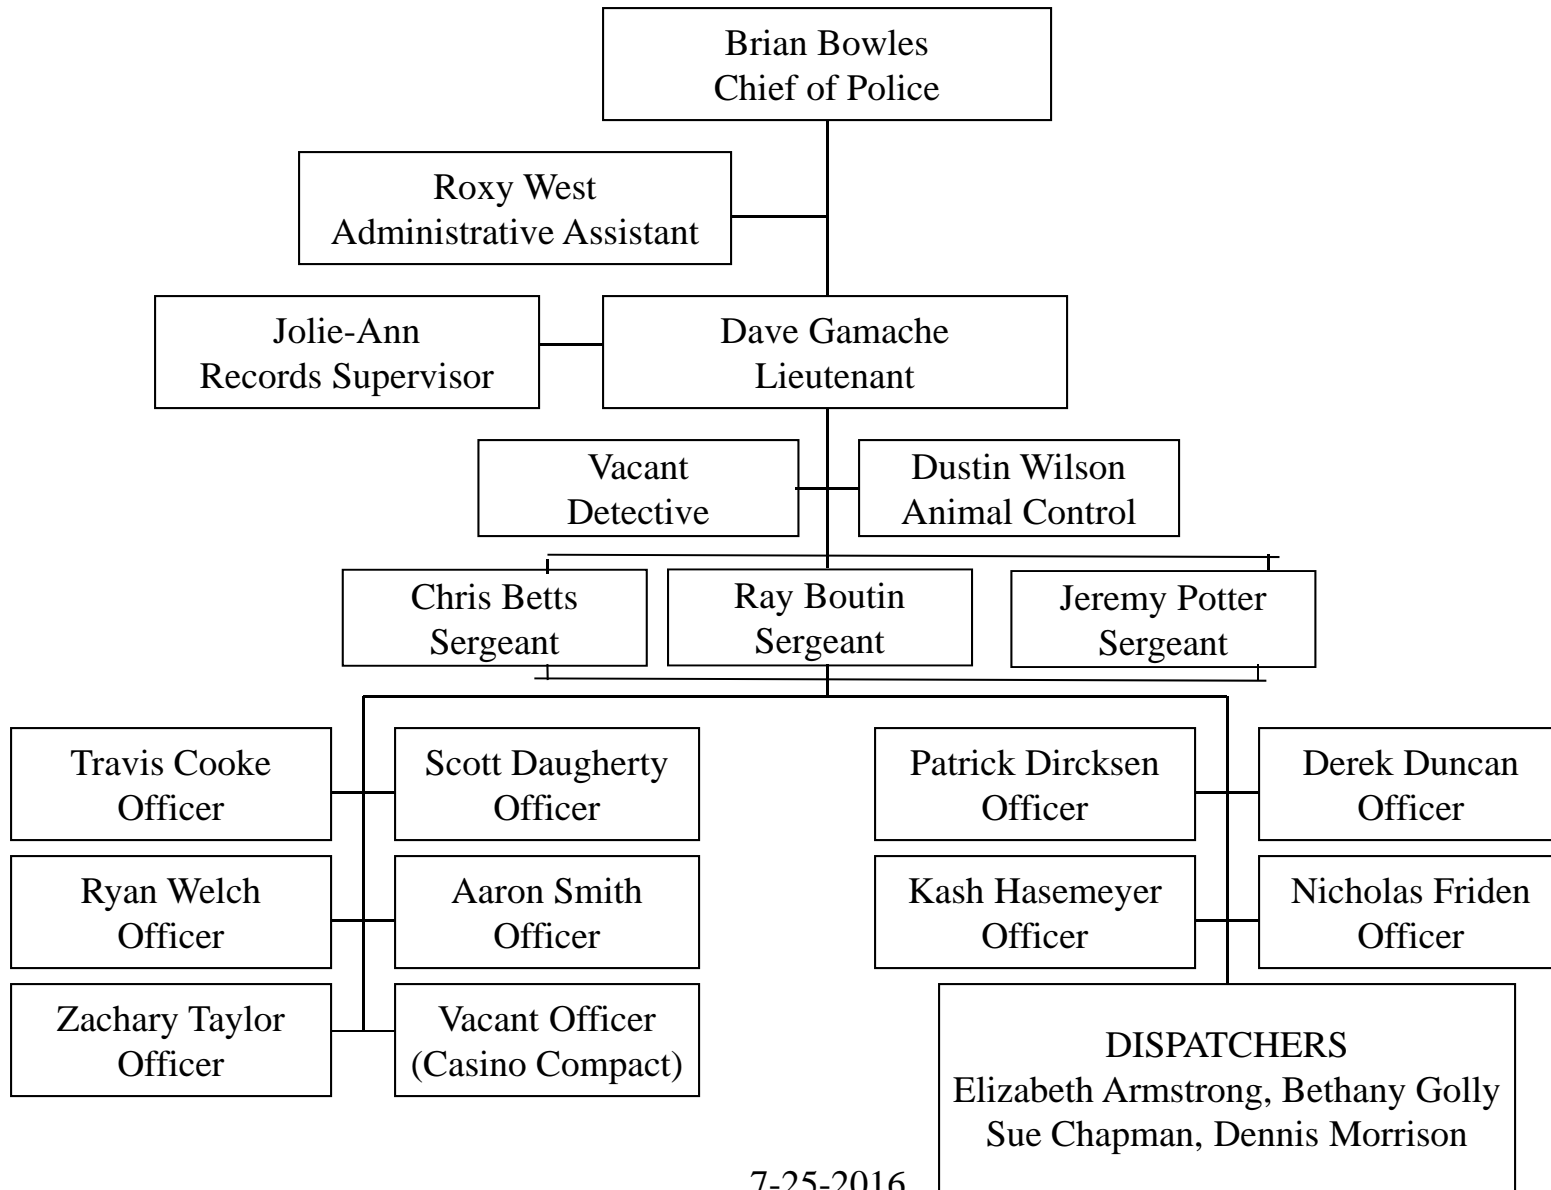 Brian Bowles
Chief of Police
Roxy West
Administrative Assistant
Jolie-Ann
Records Supervisor
Dave Gamache
Lieutenant
Vacant
Detective
Dustin Wilson
Animal Control
Chris Betts
Sergeant
Ray Boutin
Sergeant
Jeremy Potter
Sergeant
Travis Cooke
Officer
Scott Daugherty
Officer
Patrick Dircksen
Officer
Derek Duncan
Officer
Ryan Welch
Officer
Aaron Smith
Officer
Kash Hasemeyer
Officer
Nicholas Friden
Officer
Zachary Taylor
Officer
Vacant Officer
(Casino Compact)
DISPATCHERS
Elizabeth Armstrong, Bethany Golly
Sue Chapman, Dennis Morrison
7-25-2016